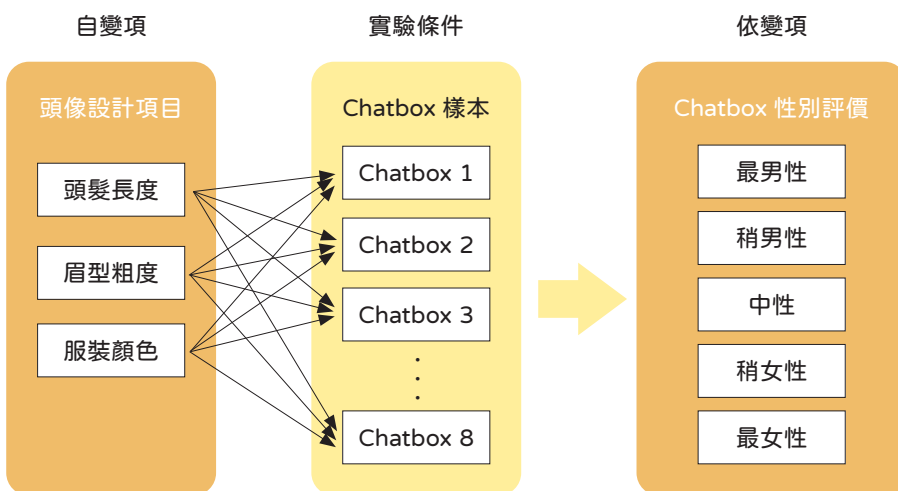 自變項
頭像設計項目
頭髮長度
眉型粗度
服裝顏色
實驗條件
Chatbox 樣本
Chatbox 1
Chatbox 2
Chatbox 3
Chatbox 8
依變項
Chatbox 性別評價
最男性
稍男性
中性
稍女性
最女性